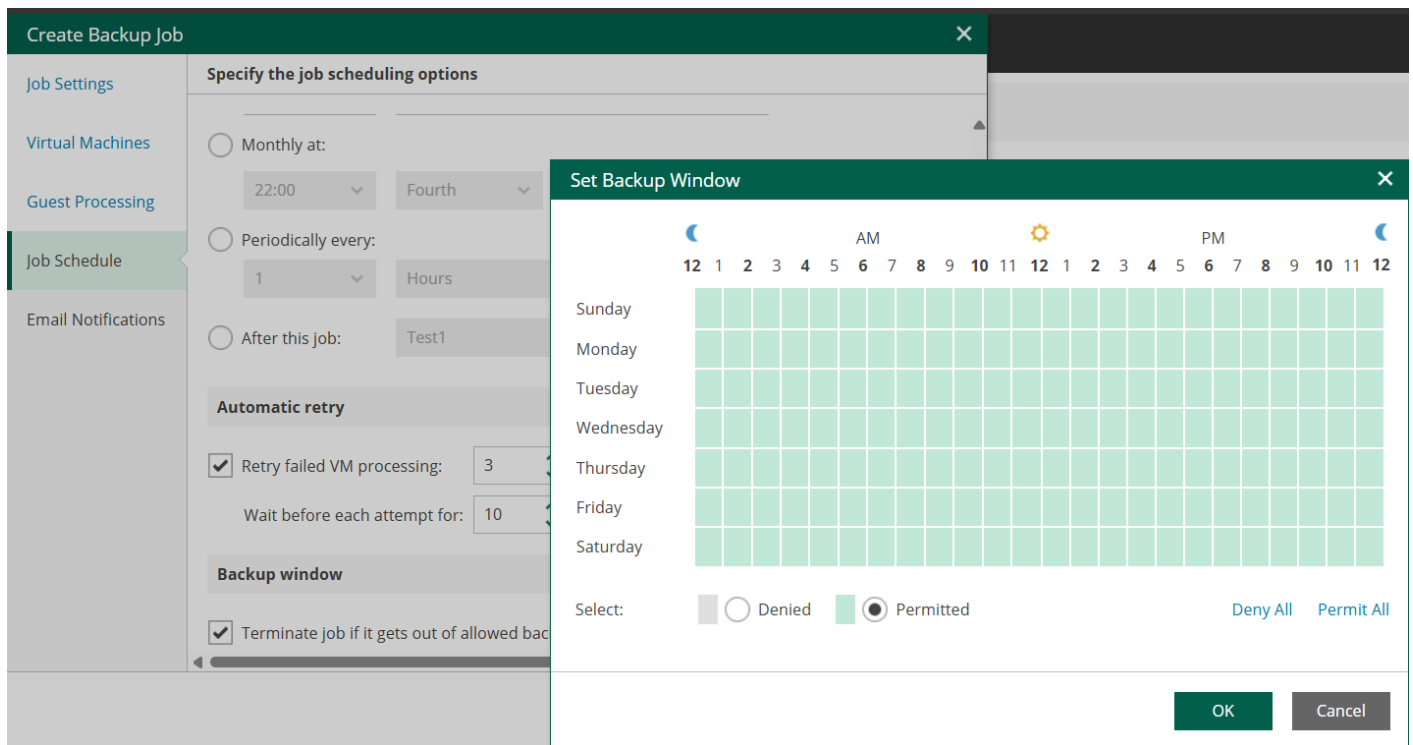 Create Backup Job
Job Settings
Virtual Machines
Guest Processing
Job Schedule
Email Notifications
Specify the job scheduling options
Monthly at:
22:00 Fourth
Periodically every:
1 Hours
After this job: Test1
Automatic retry
Retry failed VM processing: 3
Wait before each attempt for: 10
Backup window
Terminate job if it gets out of allowed bac
Set Backup Window
AM PM
12 1 2 3 4 5 6 7 8 9 10 11 12 1 2 3 4 5 6 7 8 9 10 11 12
Sunday
Monday
Tuesday
Wednesday
Thursday
Friday
Saturday
Select: Denied Permitted Deny All Permit All
OK Cancel